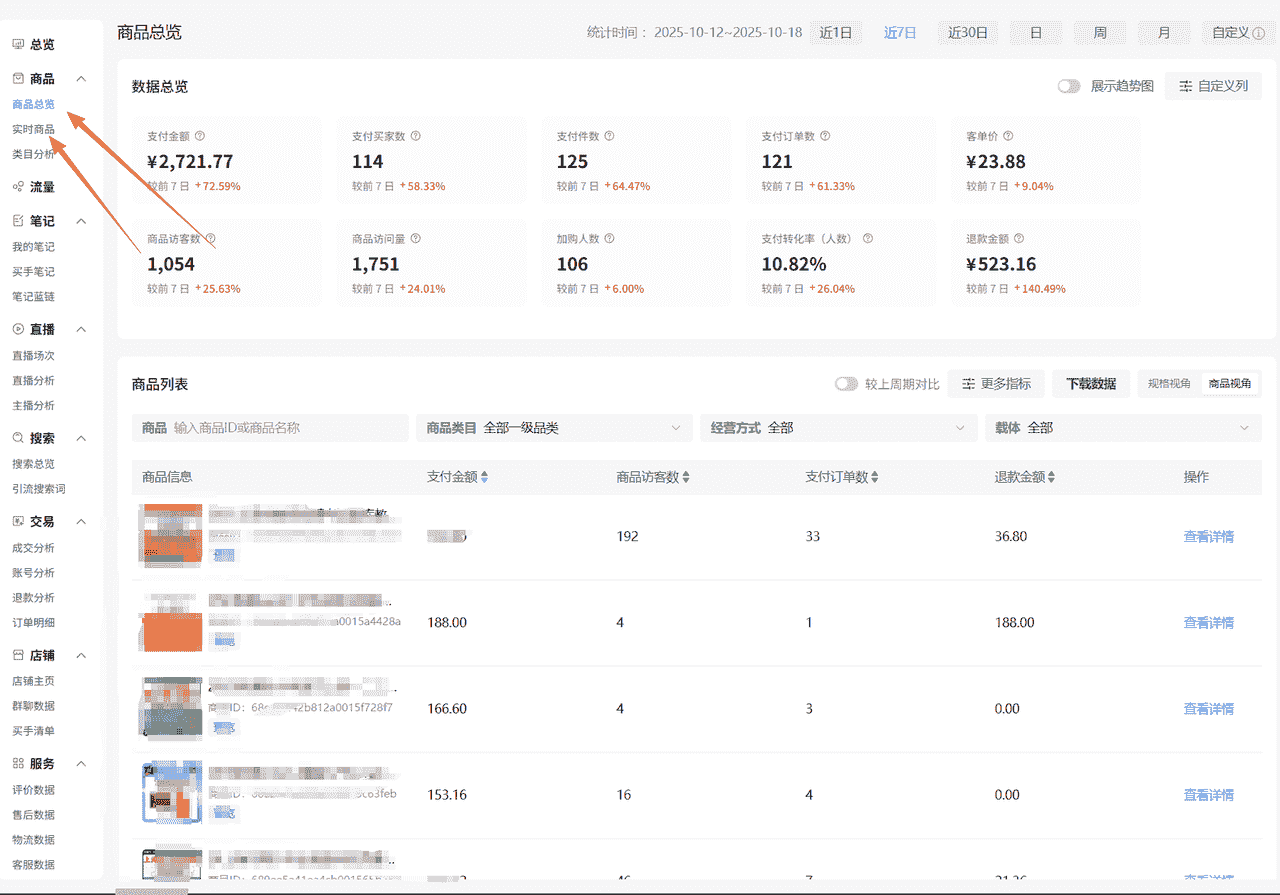 总览
商品
商品总览
实时商品
类目分析
流量
笔记
我的笔记
买手笔记
笔记蓝链
直播
直播场次
直播分析
主播分析
搜索
搜索总览
引流搜索词
交易
成交分析
账号分析
退款分析
订单明细
店铺
店铺主页
群聊数据
买手清单
服务
评价数据
售后数据
物流数据
客服数据
商品总览
统计时间： 2025-10-12~2025-10-18 近1日 近7日 近30日 日 周 月 自定义
数据总览
展示趋势图 自定义列
支付金额 支付买家数 支付件数 支付订单数 客单价
¥2,721.77 114 125 121 ¥23.88
较前 7 日 +72.59% 较前 7 日 +58.33% 较前 7 日 +64.47% 较前 7 日 +61.33% 较前 7 日 +9.04%
商品访客数 商品访问量 加购人数 支付转化率（人数） 退款金额
1,054 1,751 106 10.82% ¥523.16
较前 7 日 +25.63% 较前 7 日 +24.01% 较前 7 日 +6.00% 较前 7 日 +26.04% 较前 7 日 +140.49%
商品列表
较上周期对比 更多指标 下载数据 规格视角 商品视角
商品 输入商品ID或商品名称 商品类目 全部一级品类 经营方式 全部 载体 全部
商品信息 支付金额 商品访客数 支付订单数 退款金额 操作
192 33 36.80 查看详情
0015a4428a
188.00 4 1 188.00 查看详情
42b812a0015f728f7
166.60 4 3 0.00 查看详情
c63feb
153.16 16 4 0.00 查看详情